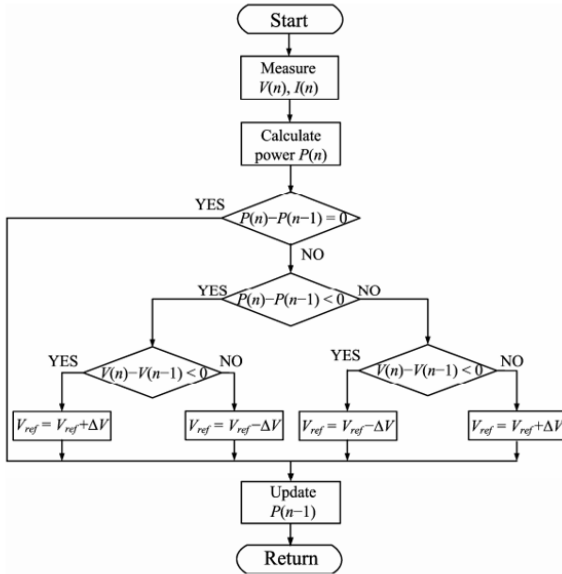 Start
Measure
V(n), I(n)
Calculate
power P(n)
YES
P(n)−P(n−1) = 0
NO
YES
P(n)−P(n−1) < 0
NO
YES
V(n)−V(n−1) < 0
NO
YES
V(n)−V(n−1) < 0
NO
Vref = Vref+ΔV
Vref = Vref−ΔV
Vref = Vref−ΔV
Vref = Vref+ΔV
Update
P(n−1)
Return